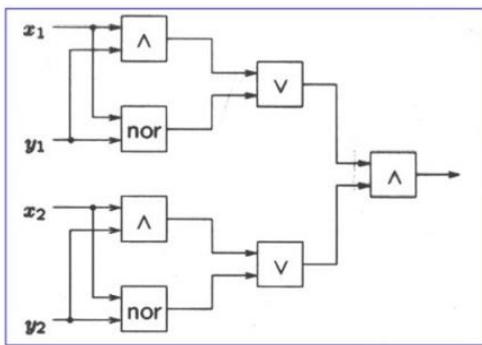 x₁
∧
∨
y₁
nor
∧
x₂
∧
∨
y₂
nor